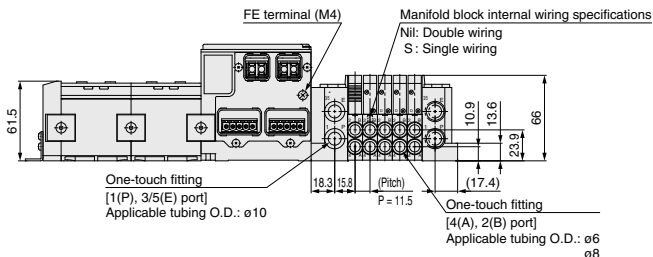 FE terminal (M4)
Manifold block internal wiring specifications
Nil: Double wiring
S: Single wiring
61.5
10.9
13.6
23.9
66
18.3
15.8
(Pitch)
P = 11.5
(17.4)
One-touch fitting
[1(P), 3/5(E) port]
Applicable tubing O.D.: ø10
One-touch fitting
[4(A), 2(B) port]
Applicable tubing O.D.: ø6
ø8